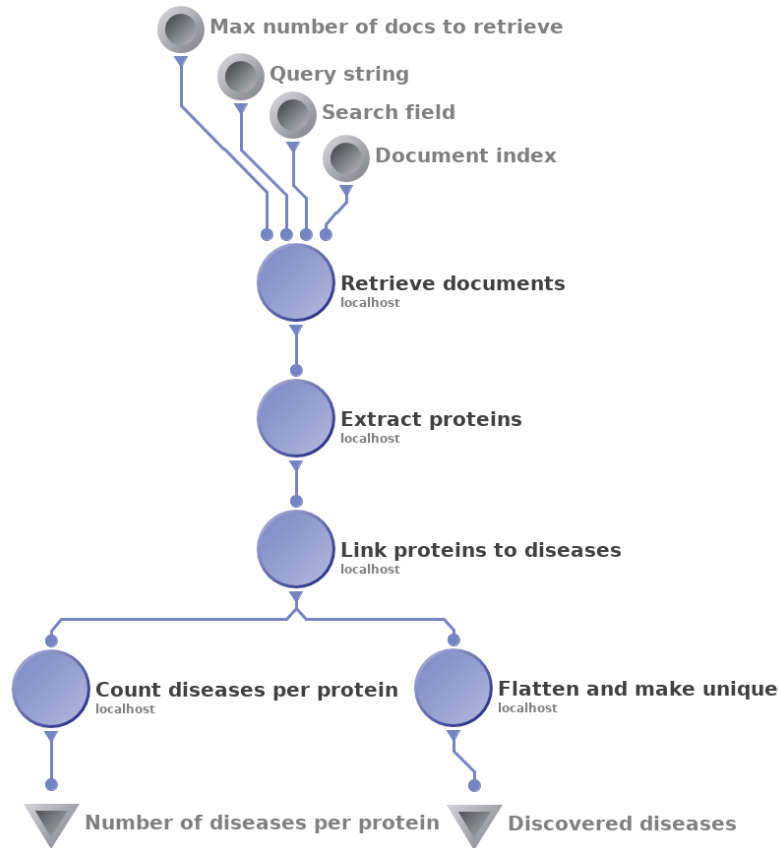 Max number of docs to retrieve
Query string
Search field
Document index
Retrieve documents
localhost
Extract proteins
localhost
Link proteins to diseases
localhost
Count diseases per protein
localhost
Flatten and make unique
localhost
Number of diseases per protein
Discovered diseases